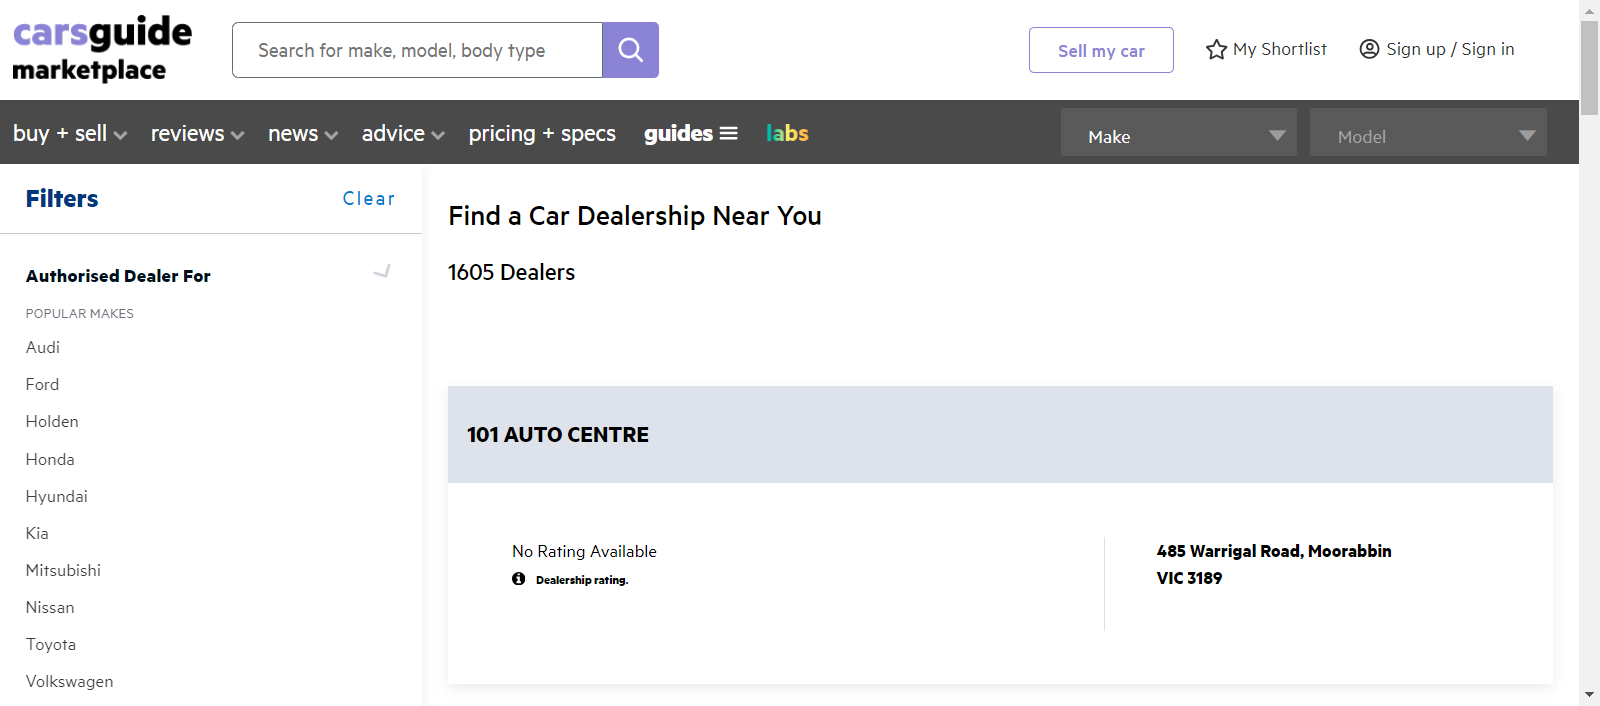 carsguide
marketplace
Search for make, model, body type
Sell my car
My Shortlist
Sign up / Sign in
buy + sell
reviews
news
advice
pricing + specs
guides
labs
Make
Model
Filters
Clear
Authorised Dealer For
POPULAR MAKES
Audi
Ford
Holden
Honda
Hyundai
Kia
Mitsubishi
Nissan
Toyota
Volkswagen
Find a Car Dealership Near You
1605 Dealers
101 AUTO CENTRE
No Rating Available
Dealership rating.
485 Warrigal Road, Moorabbin
VIC 3189